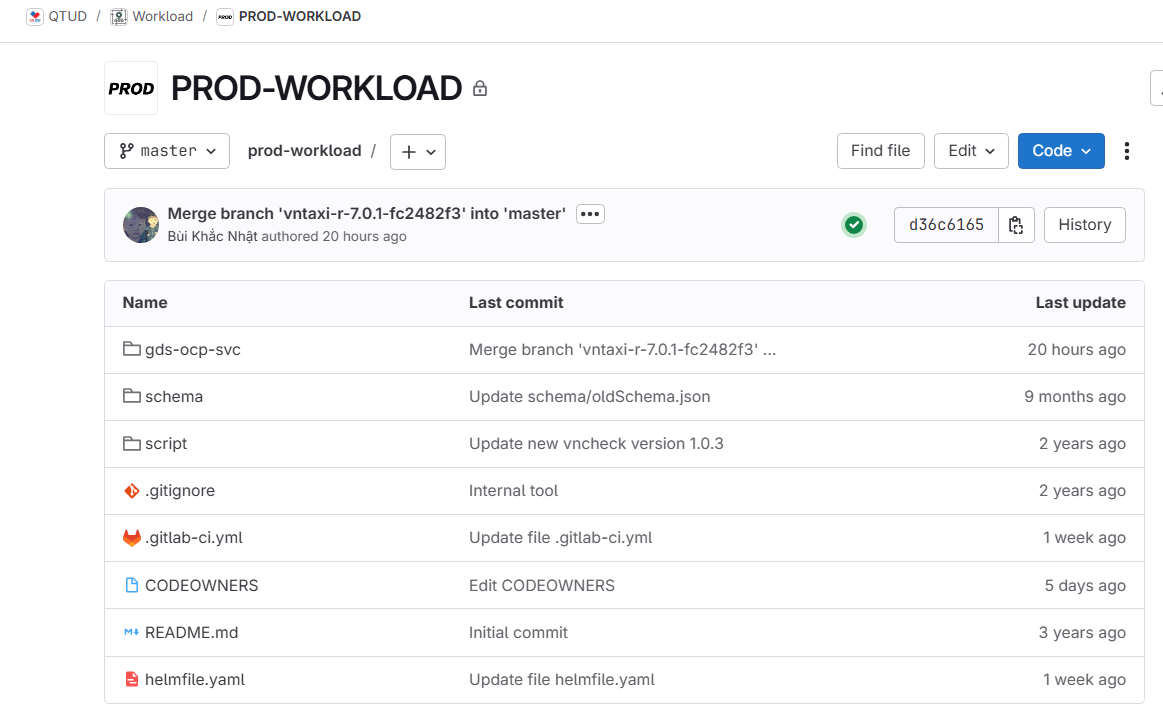 QTUD / Workload / PROD PROD-WORKLOAD
PROD PROD-WORKLOAD
master prod-workload / + Find file Edit Code
Merge branch 'vntaxi-r-7.0.1-fc2482f3' into 'master' •••
Bùi Khắc Nhật authored 20 hours ago
d36c6165 History
Name Last commit Last update
gds-ocp-svc Merge branch 'vntaxi-r-7.0.1-fc2482f3' ... 20 hours ago
schema Update schema/oldSchema.json 9 months ago
script Update new vncheck version 1.0.3 2 years ago
.gitignore Internal tool 2 years ago
.gitlab-ci.yml Update file .gitlab-ci.yml 1 week ago
CODEOWNERS Edit CODEOWNERS 5 days ago
README.md Initial commit 3 years ago
helmfile.yaml Update file helmfile.yaml 1 week ago